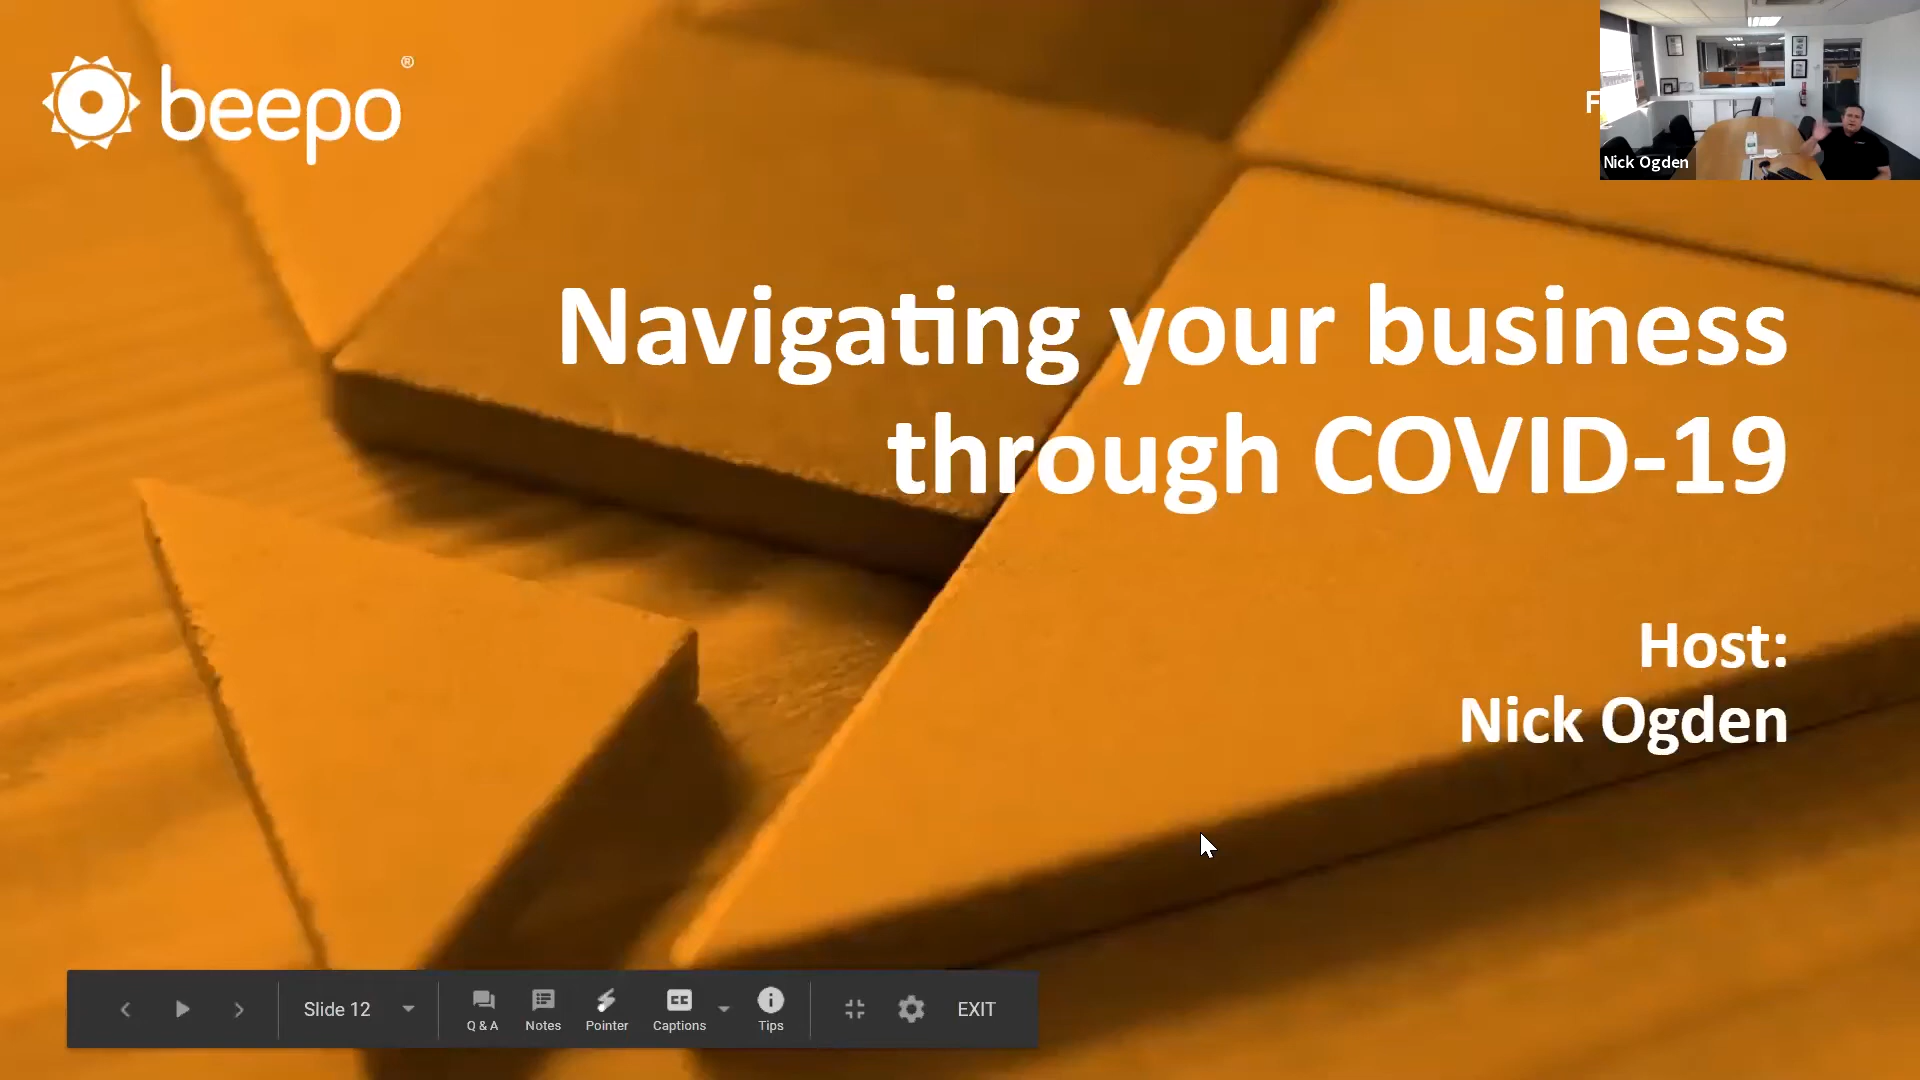 beepo®
F
Nick Ogden
Navigating your business
through COVID-19
Host:
Nick Ogden
Slide 12
Q & A
Notes
Pointer
CC
Captions
Tips
EXIT